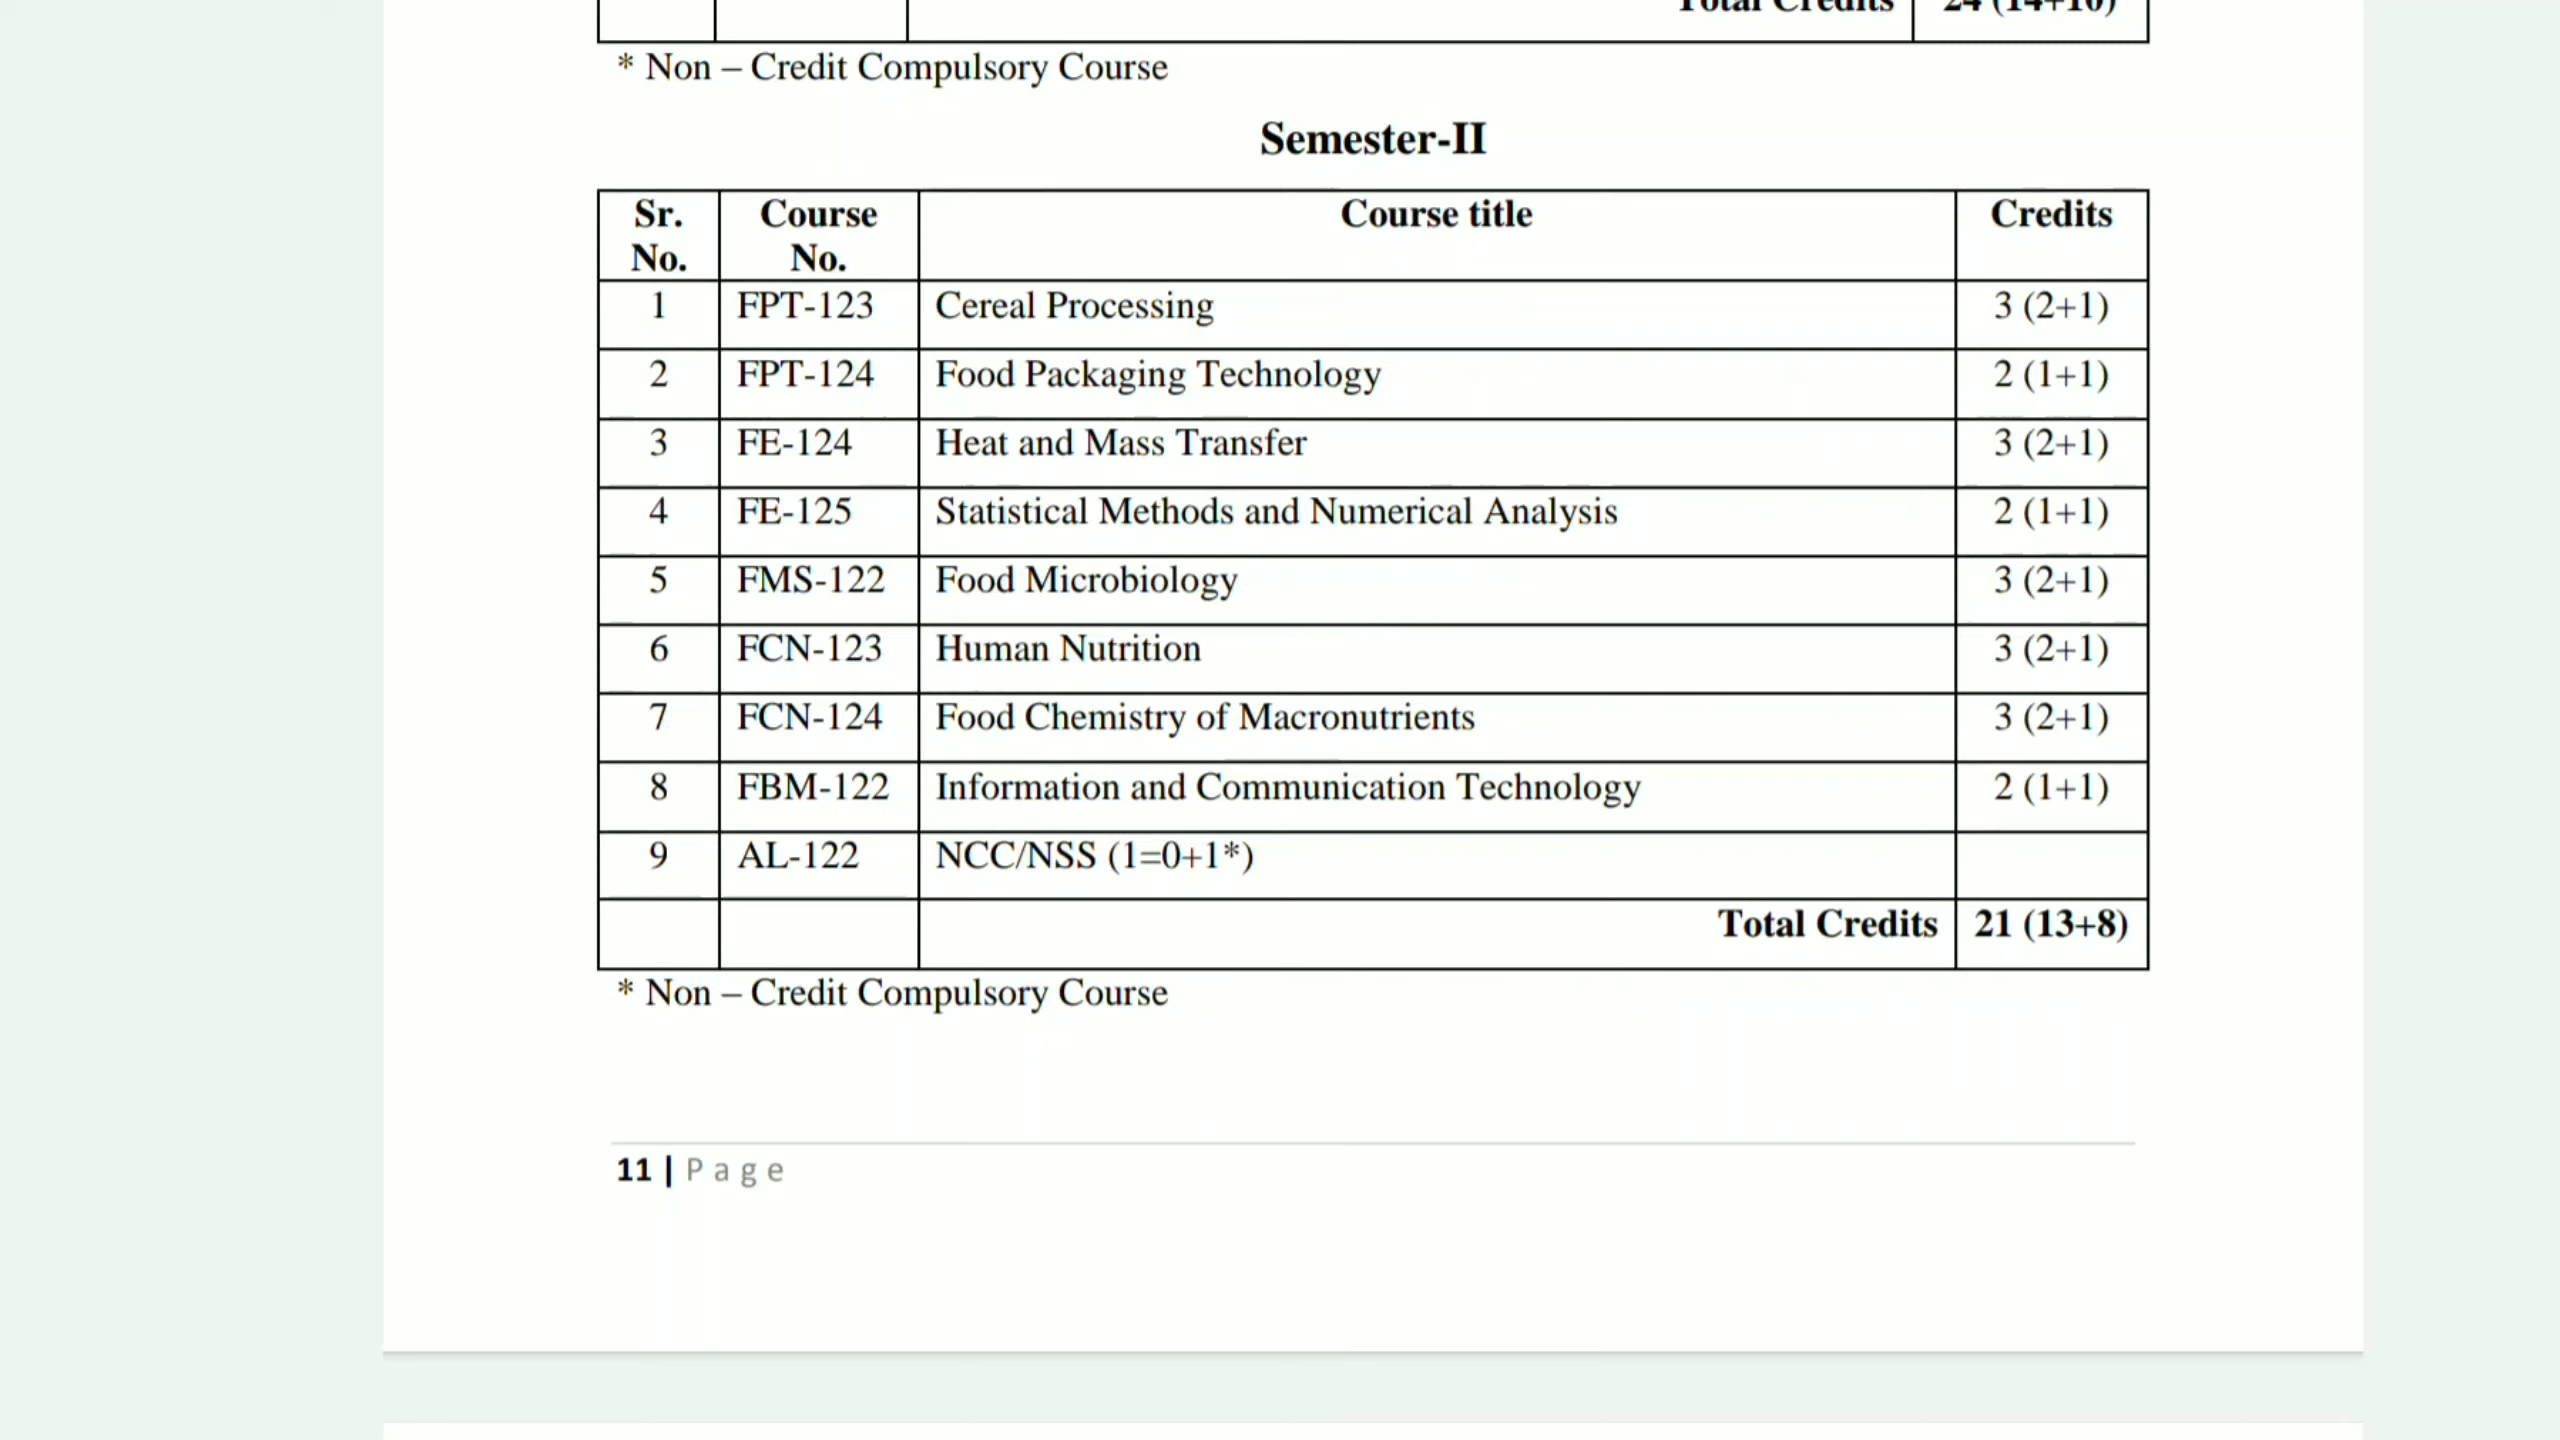 Total Credits 24 (14+10)
* Non – Credit Compulsory Course
Semester-II
Sr. No. Course No. Course title Credits
1 FPT-123 Cereal Processing 3 (2+1)
2 FPT-124 Food Packaging Technology 2 (1+1)
3 FE-124 Heat and Mass Transfer 3 (2+1)
4 FE-125 Statistical Methods and Numerical Analysis 2 (1+1)
5 FMS-122 Food Microbiology 3 (2+1)
6 FCN-123 Human Nutrition 3 (2+1)
7 FCN-124 Food Chemistry of Macronutrients 3 (2+1)
8 FBM-122 Information and Communication Technology 2 (1+1)
9 AL-122 NCC/NSS (1=0+1*)
Total Credits 21 (13+8)
* Non – Credit Compulsory Course
11 | Page